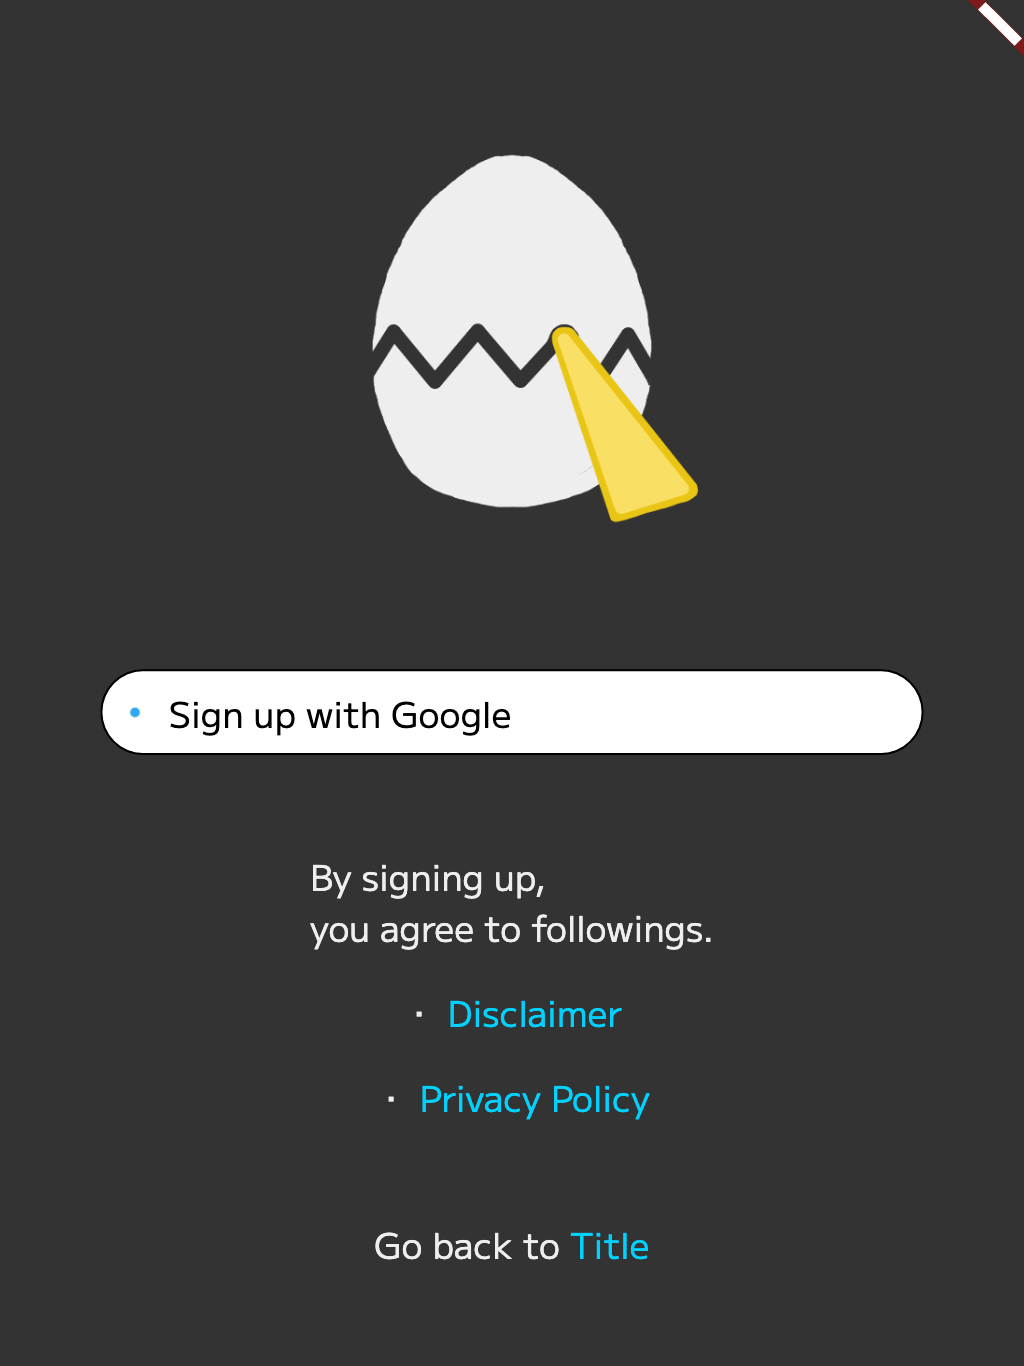 Sign up with Google
By signing up,
you agree to followings.
· Disclaimer
· Privacy Policy
Go back to Title